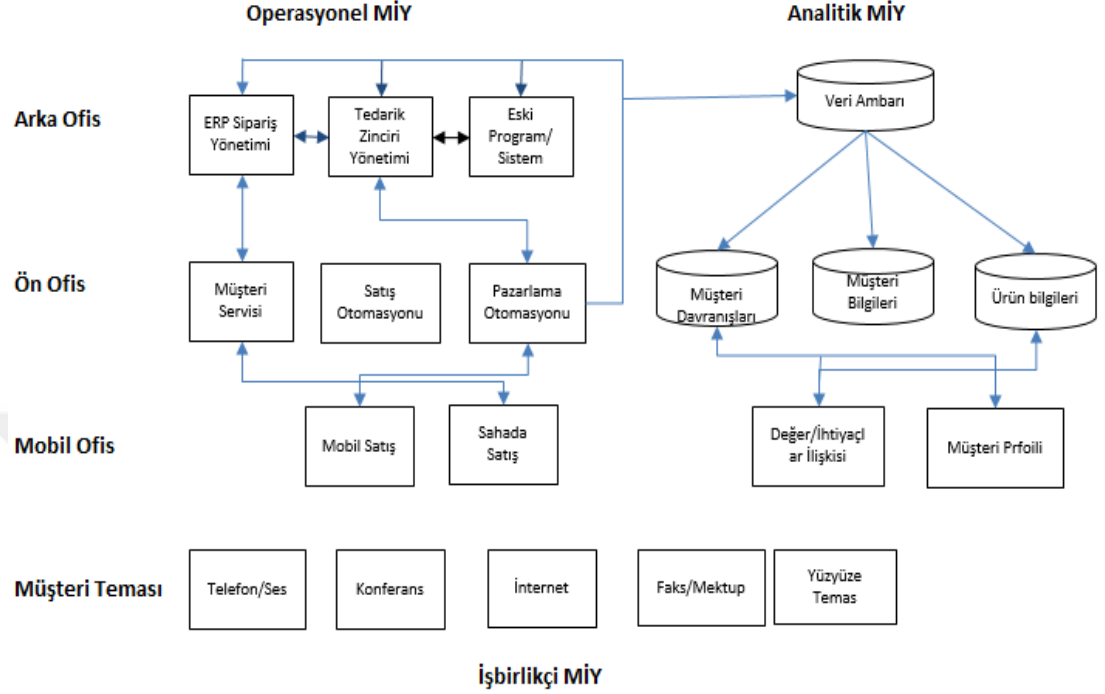 Operasyonel MİY
Analitik MİY
Arka Ofis
ERP Sipariş
Yönetimi
Tedarik
Zinciri
Yönetimi
Eski
Program/
Sistem
Veri Ambarı
Ön Ofis
Müşteri
Servisi
Satış
Otomasyonu
Pazarlama
Otomasyonu
Müşteri
Davranışları
Müşteri
Bilgileri
Ürün bilgileri
Mobil Ofis
Mobil Satış
Sahada
Satış
Değer/İhtiyaçl
ar İlişkisi
Müşteri Prfoili
Müşteri Teması
Telefon/Ses
Konferans
İnternet
Faks/Mektup
Yüzyüze
Temas
İşbirlikçi MİY